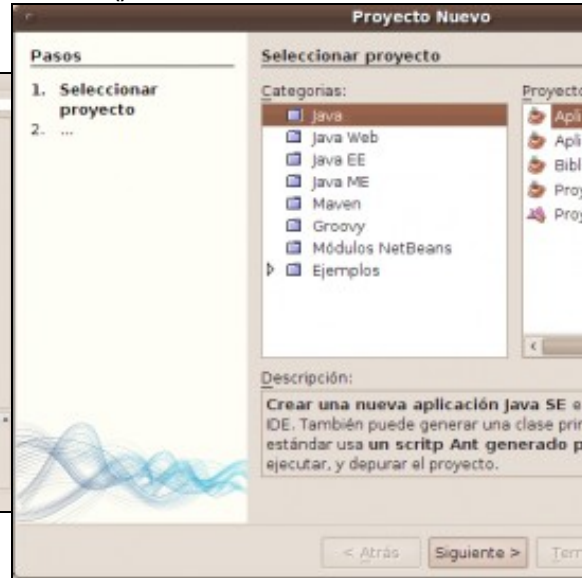 Proyecto Nuevo
Pasos
1. Seleccionar
proyecto
2. ...
Seleccionar proyecto
Categorias:
Java
Java Web
Java EE
Java ME
Maven
Groovy
Módulos NetBeans
Ejemplos
Proyecto
Apli
Apli
Bibl
Proy
Proy
Descripción:
Crear una nueva aplicación Java SE e
IDE. También puede generar una clase prin
estándar usa un scritp Ant generado p
ejecutar, y depurar el proyecto.
< Atrás
Siguiente >
Term